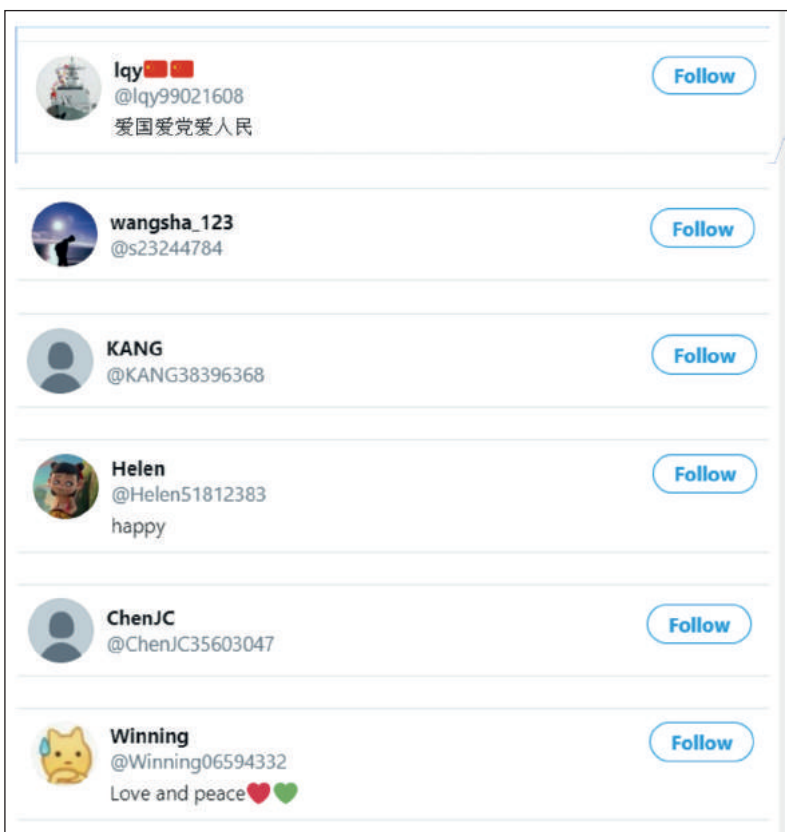 lqy🇨🇳🇨🇳
Follow
@lqy99021608
爱国爱党爱人民
wangsha_123
Follow
@s23244784
KANG
Follow
@KANG38396368
Helen
Follow
@Helen51812383
happy
ChenJC
Follow
@ChenJC35603047
Winning
Follow
@Winning06594332
Love and peace❤️💚